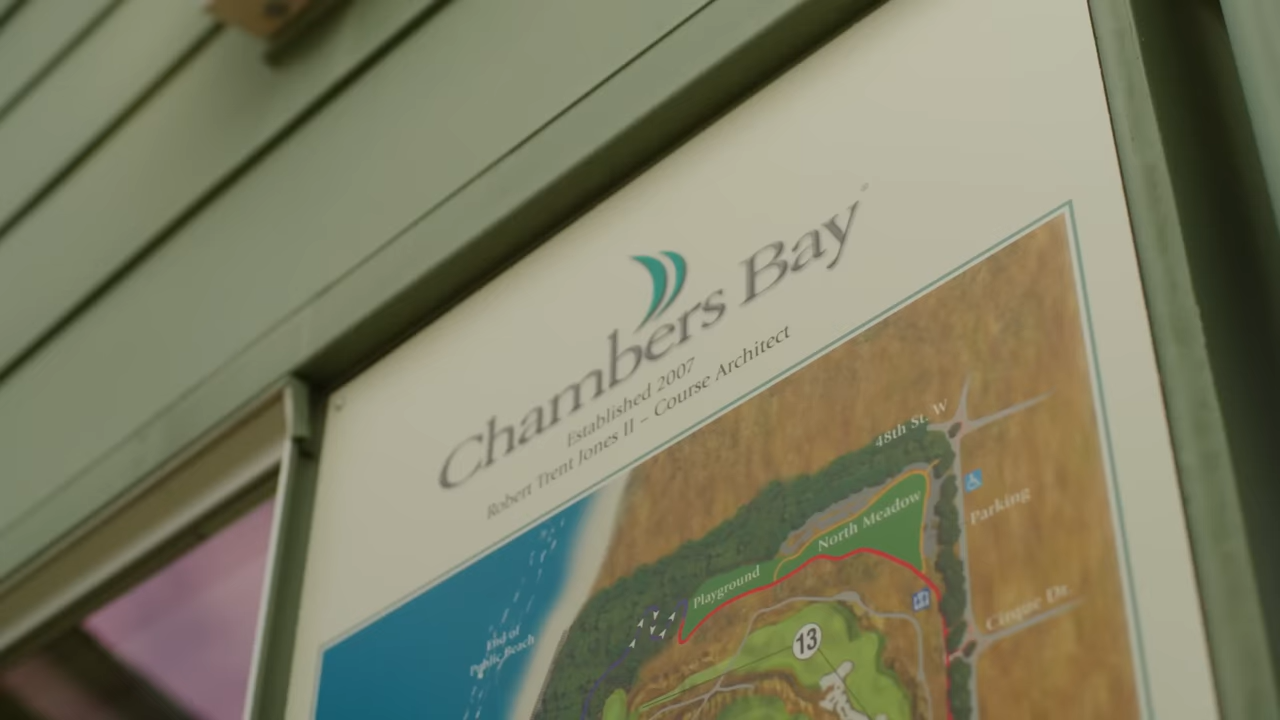 Chambers Bay
Established 2007
Robert Trent Jones II – Course Architect
48th St. W
Parking
North Meadow
Playground
Cirque Dr.
End of
Public Beach
13